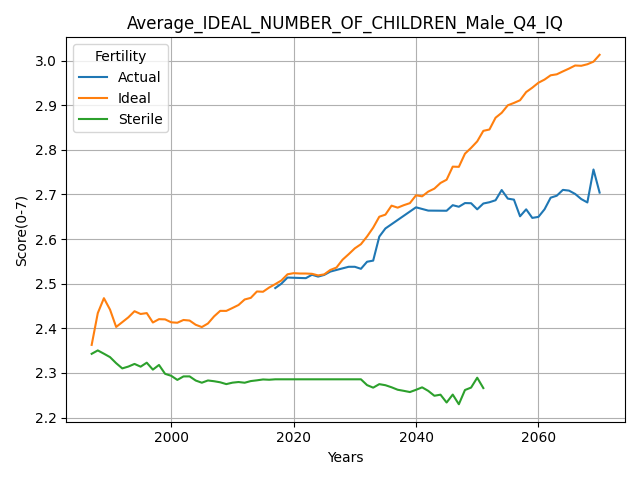 Average_IDEAL_NUMBER_OF_CHILDREN_Male_Q4_IQ
Fertility
Actual
Ideal
Sterile
Score(0-7)
3.0
2.9
2.8
2.7
2.6
2.5
2.4
2.3
2.2
2000 2020 2040 2060
Years